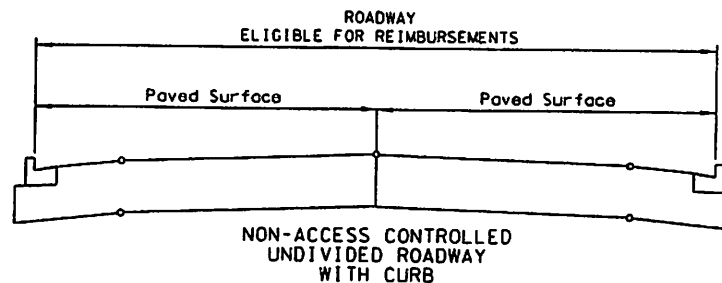 ROADWAY
ELIGIBLE FOR REIMBURSEMENTS
Paved Surface Paved Surface
NON-ACCESS CONTROLLED
UNDIVIDED ROADWAY
WITH CURB